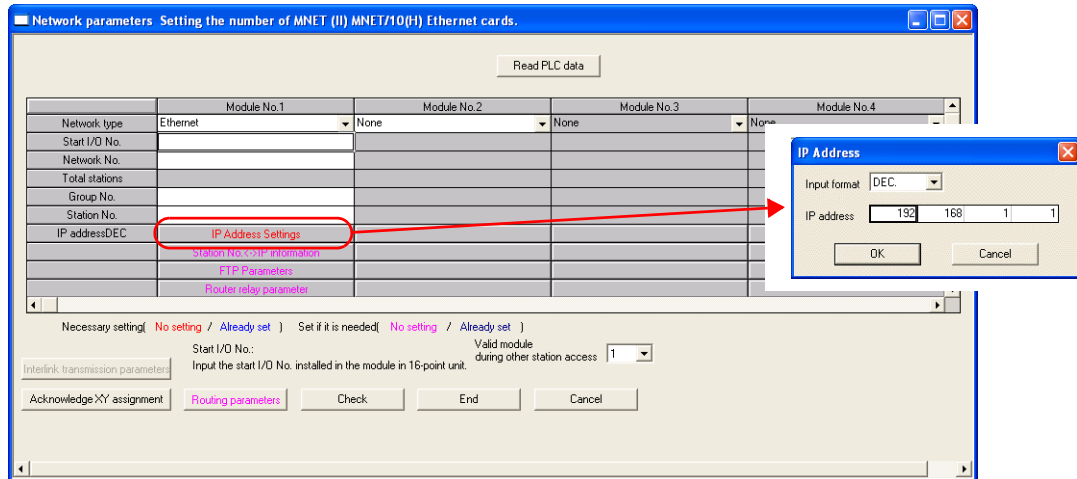 Network parameters Setting the number of MNET (II) MNET/10(H) Ethernet cards.
Read PLC data
Module No.1 Module No.2 Module No.3 Module No.4
Network type Ethernet None None None
Start I/O No.
Network No.
Total stations
Group No.
Station No.
IP addressDEC IP Address Settings
Station No.<->IP information
FTP Parameters
Router relay parameter
IP Address
Input format DEC.
IP address 192 168 1 1
OK Cancel
Necessary setting( No setting / Already set ) Set if it is needed( No setting / Already set )
Start I/O No.:
Input the start I/O No. installed in the module in 16-point unit.
Valid module
during other station access 1
Interlink transmission parameters
Acknowledge XY assignment Routing parameters Check End Cancel